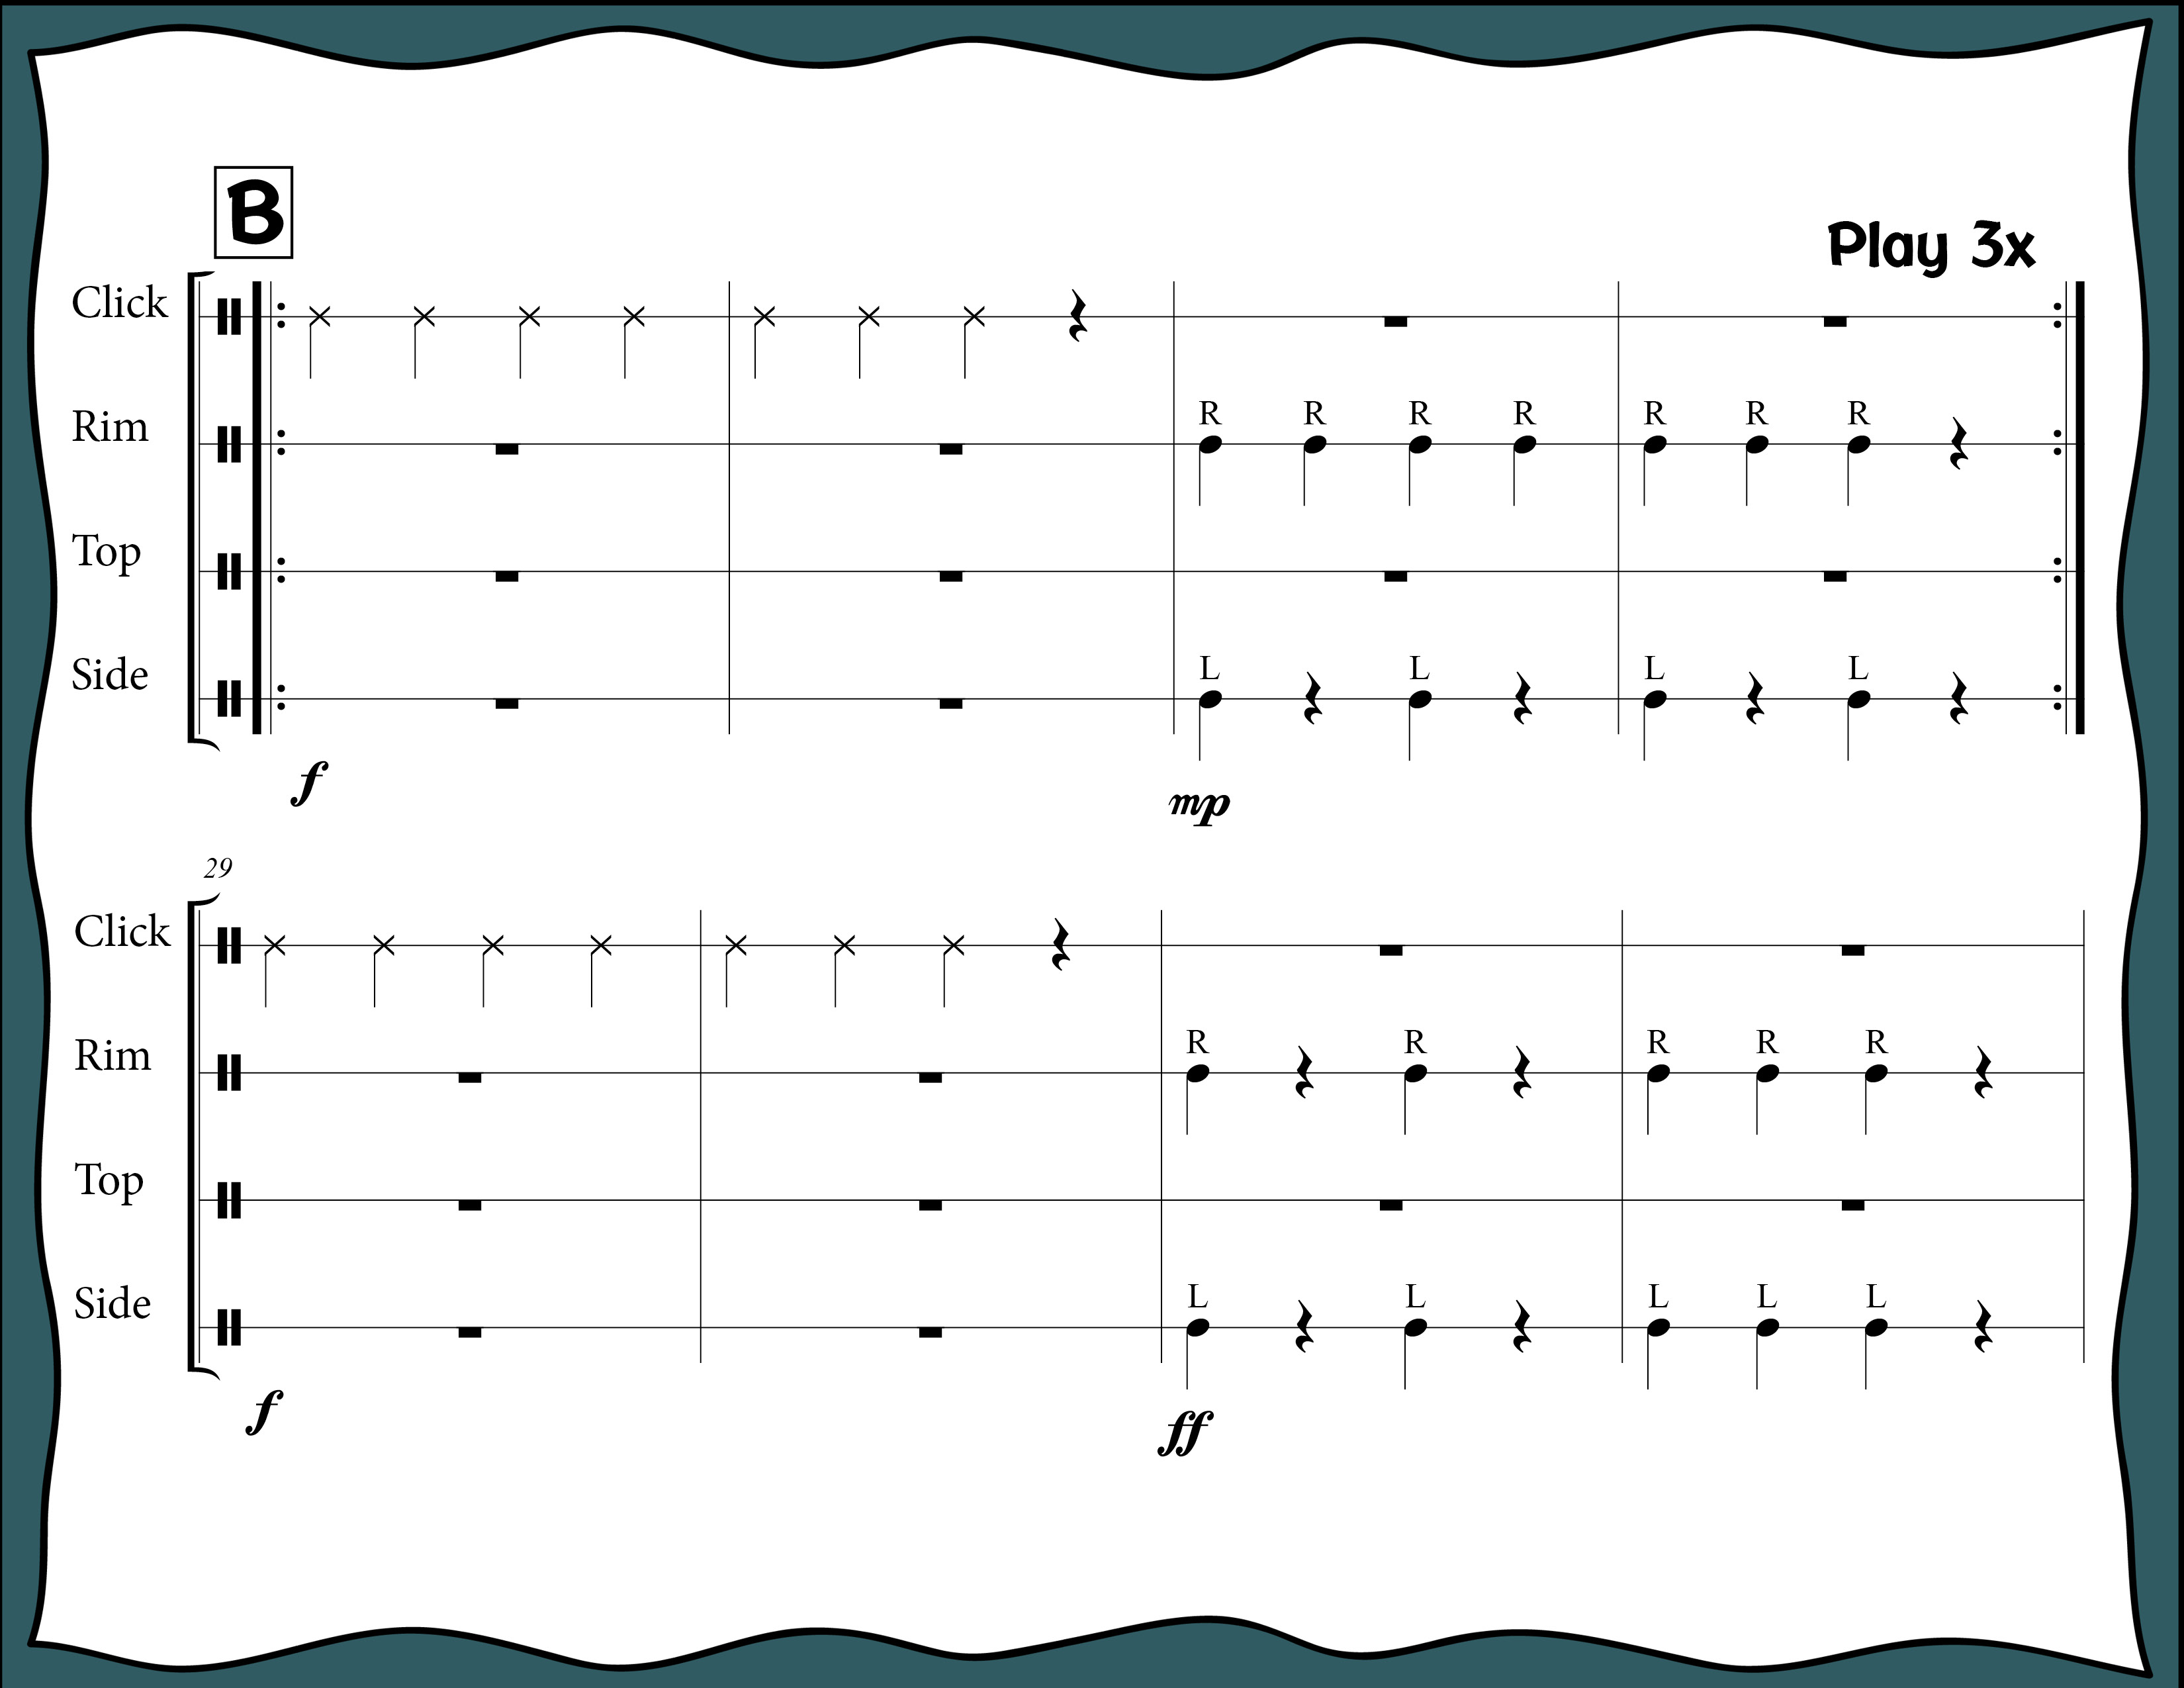 B
Play 3x
Click
Rim
R R R R R R R
Top
Side
L L L L
f
mp
29
Click
Rim
R R R R R
Top
Side
L L L L L
f
ff